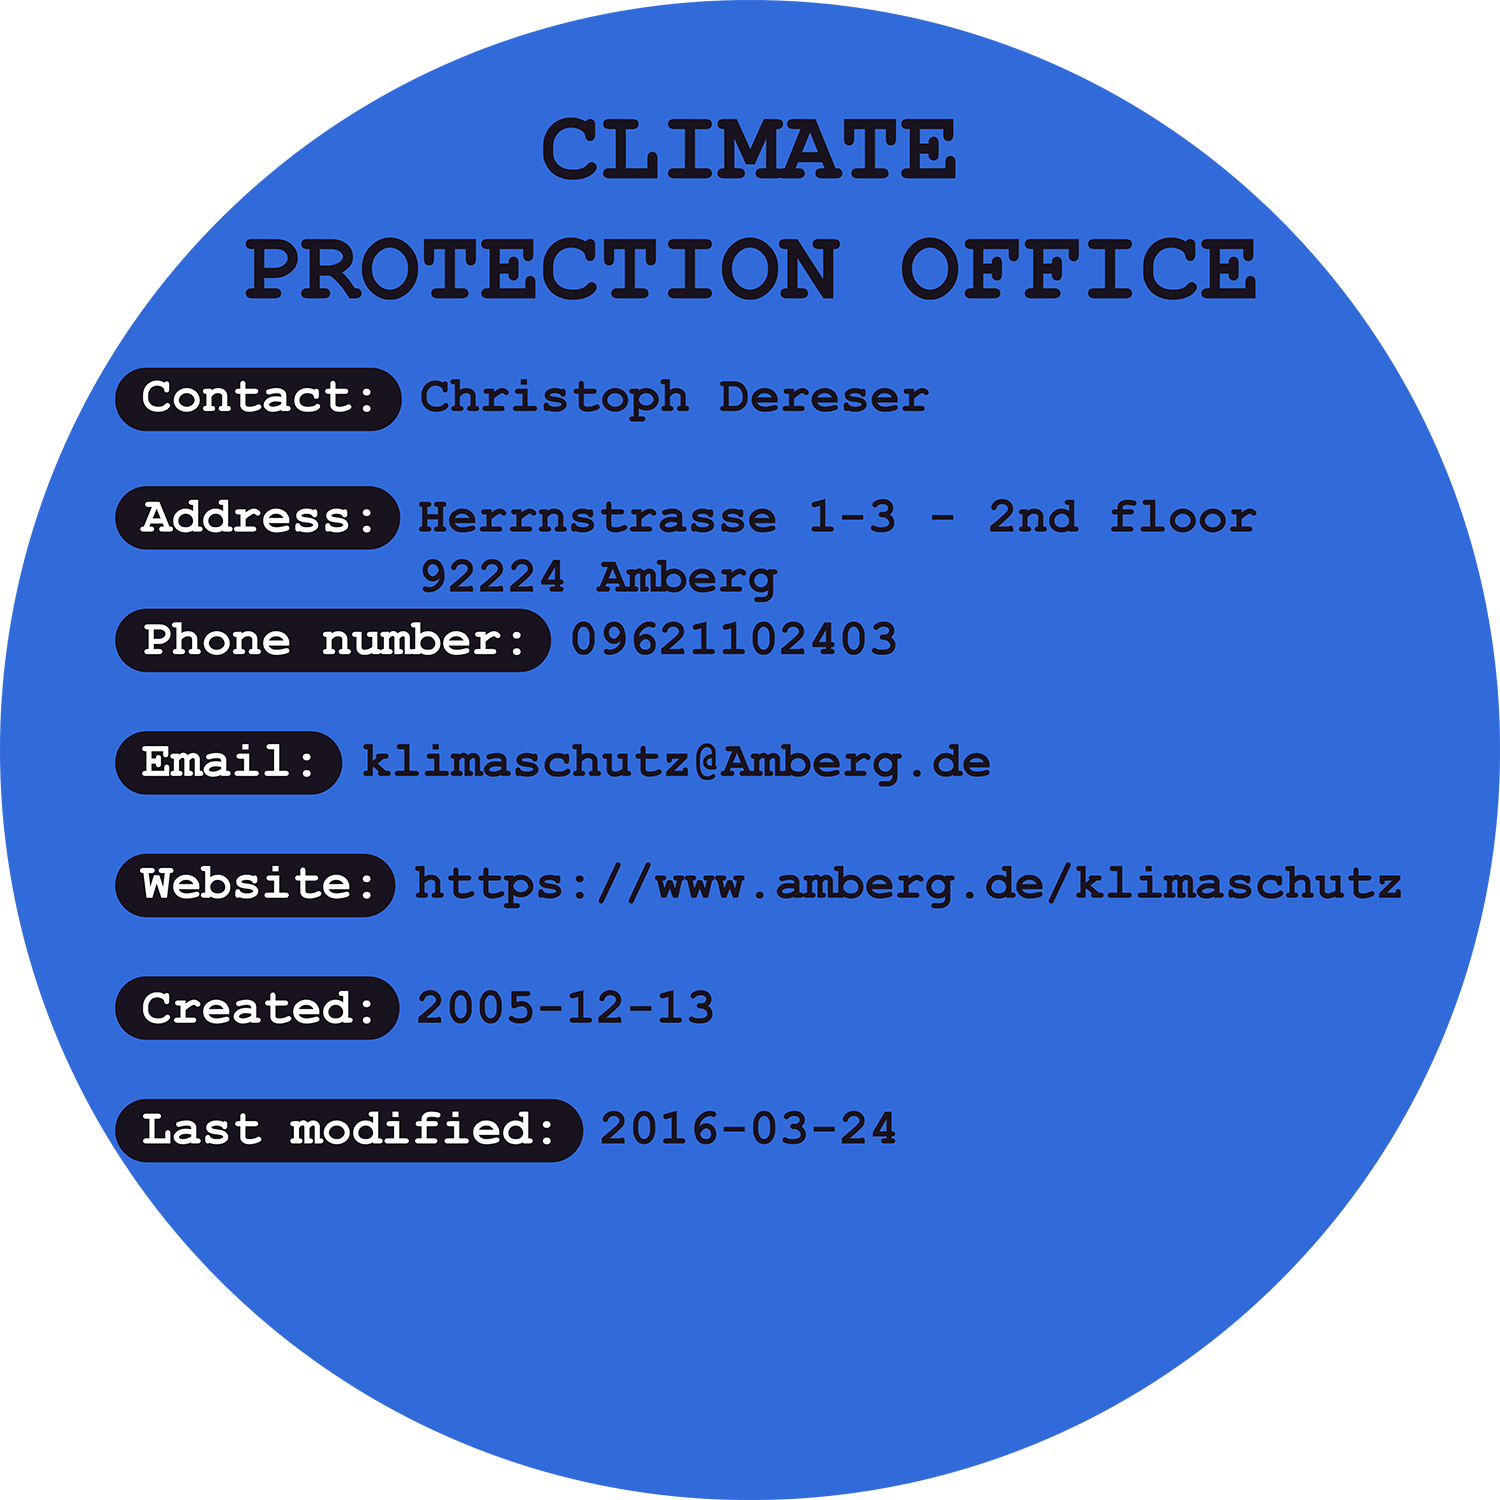 CLIMATE
PROTECTION OFFICE
Contact: Christoph Dereser
Address: Herrnstrasse 1-3 - 2nd floor
92224 Amberg
Phone number: 09621102403
Email: klimaschutz@Amberg.de
Website: https://www.amberg.de/klimaschutz
Created: 2005-12-13
Last modified: 2016-03-24